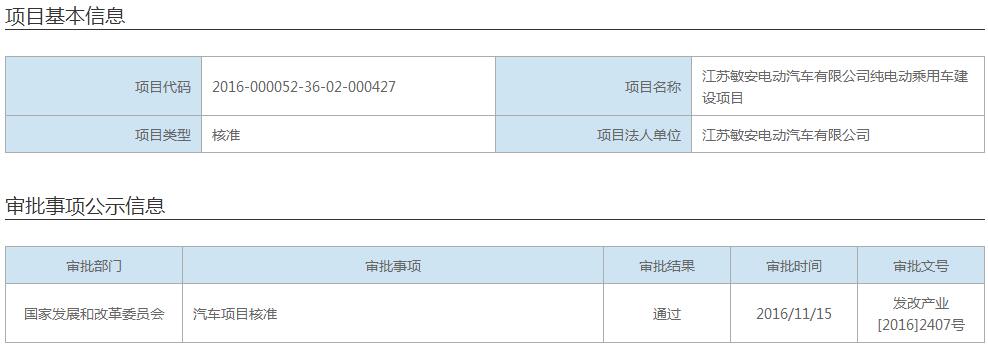 项目基本信息
项目代码
2016-000052-36-02-000427
项目名称
江苏敏安电动汽车有限公司纯电动乘用车建
设项目
项目类型
核准
项目法人单位
江苏敏安电动汽车有限公司
审批事项公示信息
审批部门
审批事项
审批结果
审批时间
审批文号
国家发展和改革委员会
汽车项目核准
通过
2016/11/15
发改产业
[2016]2407号